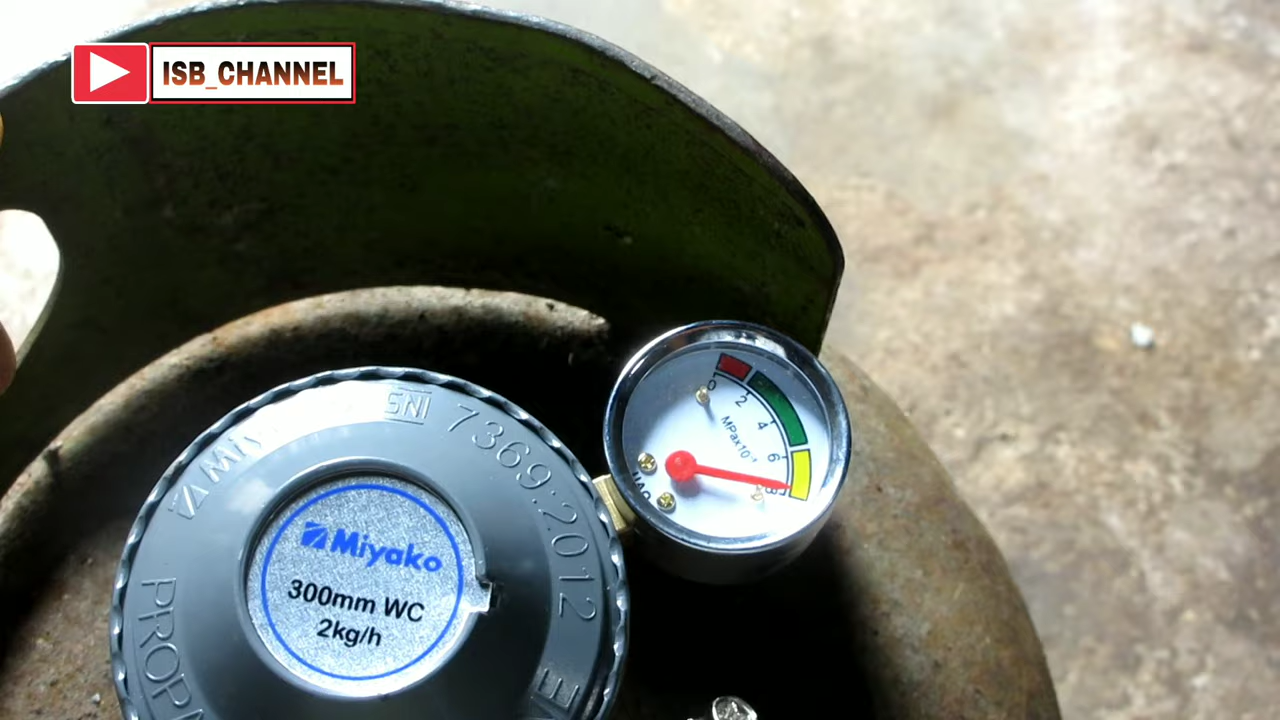 ISB_CHANNEL
SNI 7369:2012
Miyako
300mm WC
2kg/h
0
2
4
6
8
MPax10⁻¹